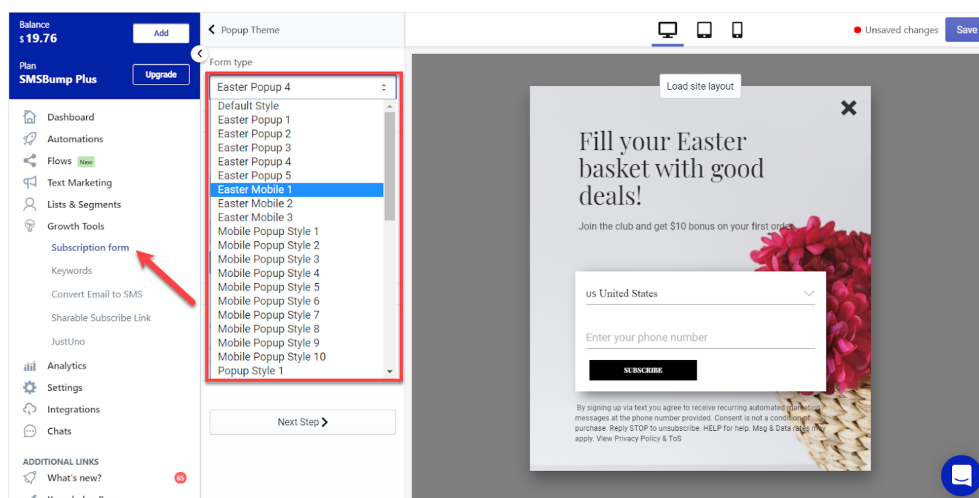 Balance
$19.76
Add
Plan
SMSBump Plus
Upgrade
Dashboard
Automations
Flows New
Text Marketing
Lists & Segments
Growth Tools
Subscription form
Keywords
Convert Email to SMS
Sharable Subscribe Link
JustUno
Analytics
Settings
Integrations
Chats
ADDITIONAL LINKS
What's new? 65
Popup Theme
Form type
Easter Popup 4
Default Style
Easter Popup 1
Easter Popup 2
Easter Popup 3
Easter Popup 4
Easter Popup 5
Easter Mobile 1
Easter Mobile 2
Easter Mobile 3
Mobile Popup Style 1
Mobile Popup Style 2
Mobile Popup Style 3
Mobile Popup Style 4
Mobile Popup Style 5
Mobile Popup Style 6
Mobile Popup Style 7
Mobile Popup Style 8
Mobile Popup Style 9
Mobile Popup Style 10
Popup Style 1
Next Step
Unsaved changes
Save
Load site layout
Fill your Easter
basket with good
deals!
Join the club and get $10 bonus on your first order
US United States
Enter your phone number
SUBSCRIBE
By signing up via text you agree to receive recurring automated marketing
messages at the phone number provided. Consent is not a condition of
purchase. Reply STOP to unsubscribe. HELP for help. Msg & Data rates may
apply. View Privacy Policy & ToS